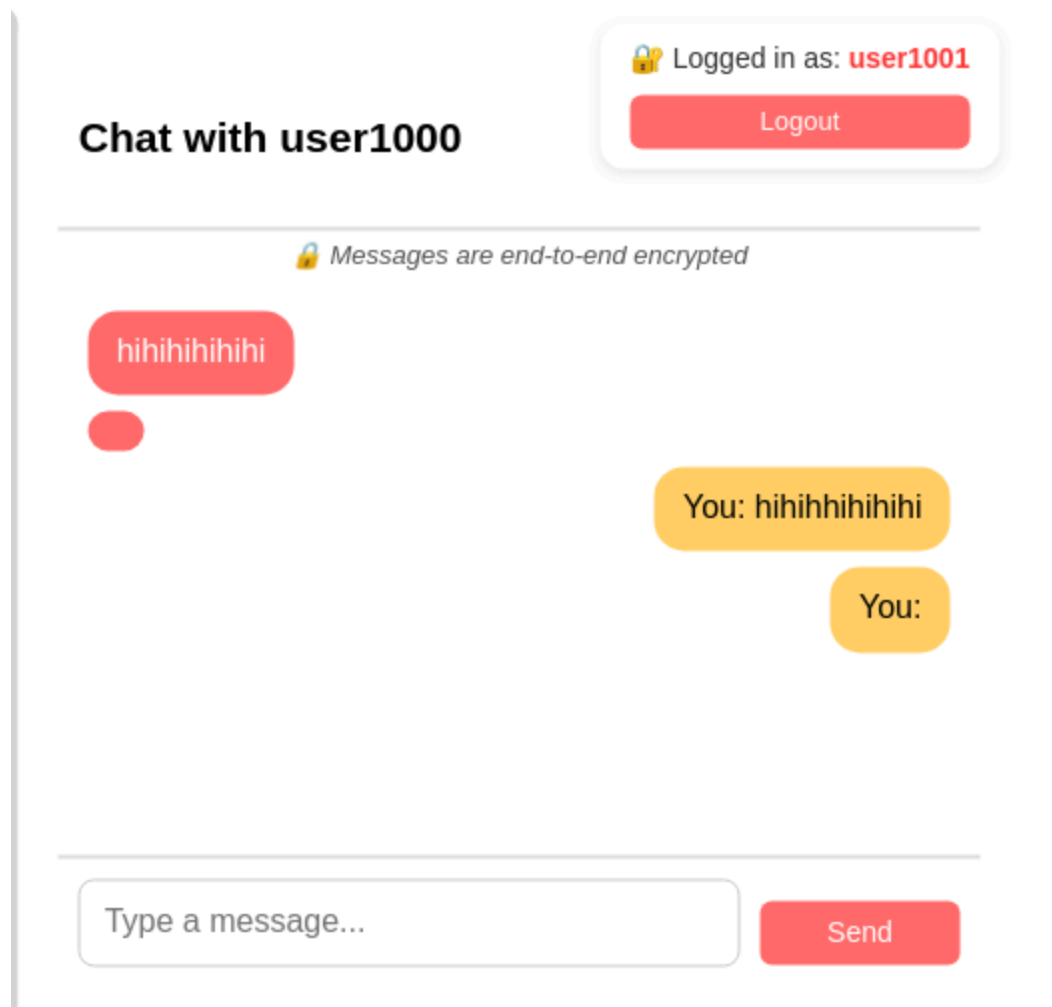 🔐 Logged in as: user1001
Logout
Chat with user1000
🔒 Messages are end-to-end encrypted
hihihihihihi
You: hihihhihihihi
You:
Type a message...
Send